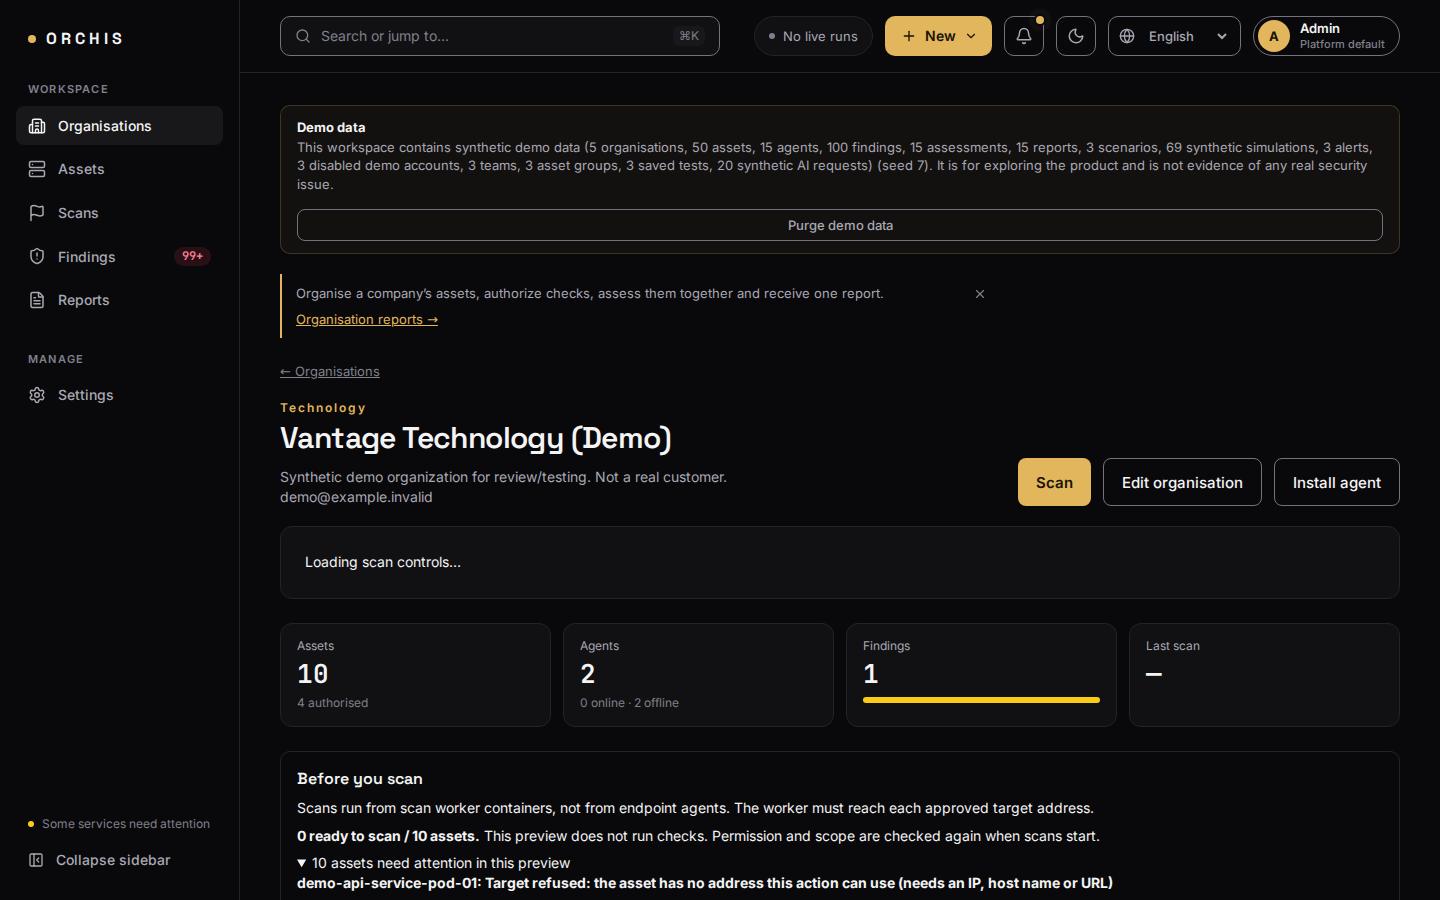 ORCHIS
Search or jump to...
⌘K
No live runs
New
English
A
Admin
Platform default
WORKSPACE
Organisations
Assets
Scans
Findings
99+
Reports
MANAGE
Settings
Some services need attention
Collapse sidebar
Demo data
This workspace contains synthetic demo data (5 organisations, 50 assets, 15 agents, 100 findings, 15 assessments, 15 reports, 3 scenarios, 69 synthetic simulations, 3 alerts,
3 disabled demo accounts, 3 teams, 3 asset groups, 3 saved tests, 20 synthetic AI requests) (seed 7). It is for exploring the product and is not evidence of any real security
issue.
Purge demo data
Organise a company's assets, authorize checks, assess them together and receive one report.
Organisation reports →
← Organisations
Technology
Vantage Technology (Demo)
Synthetic demo organization for review/testing. Not a real customer.
demo@example.invalid
Scan
Edit organisation
Install agent
Loading scan controls...
Assets
10
4 authorised
Agents
2
0 online · 2 offline
Findings
1
Last scan
—
Before you scan
Scans run from scan worker containers, not from endpoint agents. The worker must reach each approved target address.
0 ready to scan / 10 assets. This preview does not run checks. Permission and scope are checked again when scans start.
▼ 10 assets need attention in this preview
demo-api-service-pod-01: Target refused: the asset has no address this action can use (needs an IP, host name or URL)